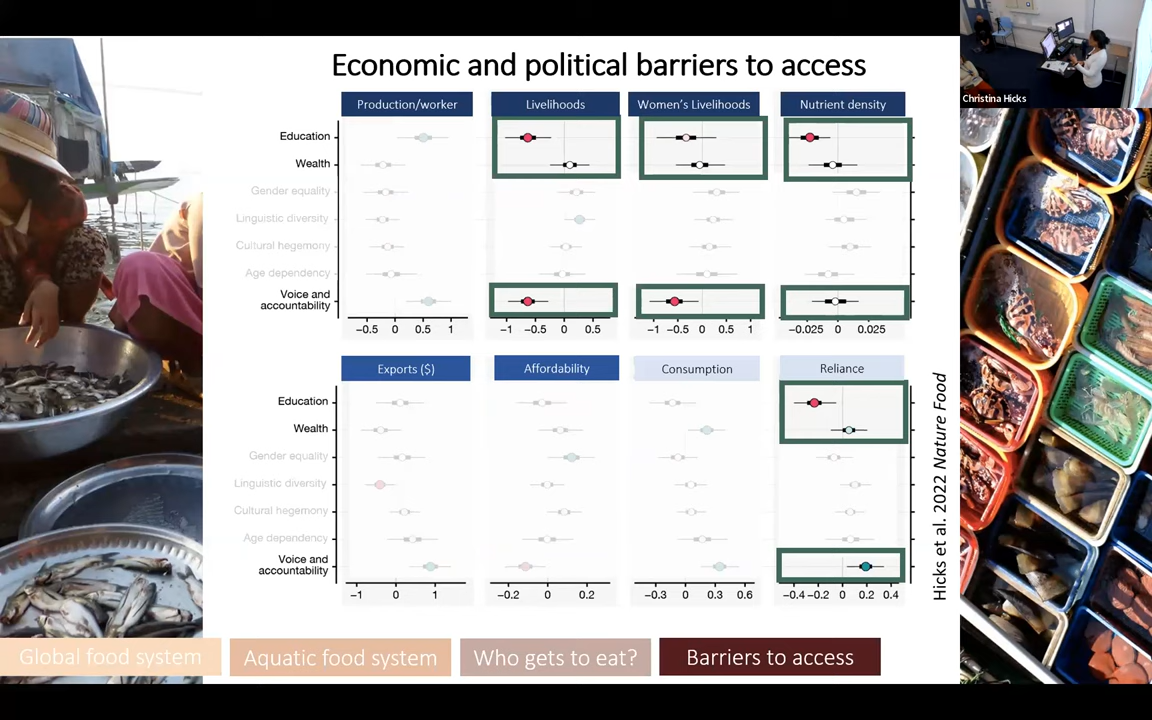 Economic and political barriers to access
Christina Hicks
Production/worker
Livelihoods
Women's Livelihoods
Nutrient density
Education
Wealth
Gender equality
Linguistic diversity
Cultural hegemony
Age dependency
Voice and
accountability
−0.5 0 0.5 1
−1 −0.5 0 0.5
−1 −0.5 0 0.5 1
−0.025 0 0.025
Exports ($)
Affordability
Consumption
Reliance
Education
Wealth
Gender equality
Linguistic diversity
Cultural hegemony
Age dependency
Voice and
accountability
−1 0 1
−0.2 0 0.2
−0.3 0 0.3 0.6
−0.4 −0.2 0 0.2 0.4
Hicks et al. 2022 Nature Food
Global food system
Aquatic food system
Who gets to eat?
Barriers to access